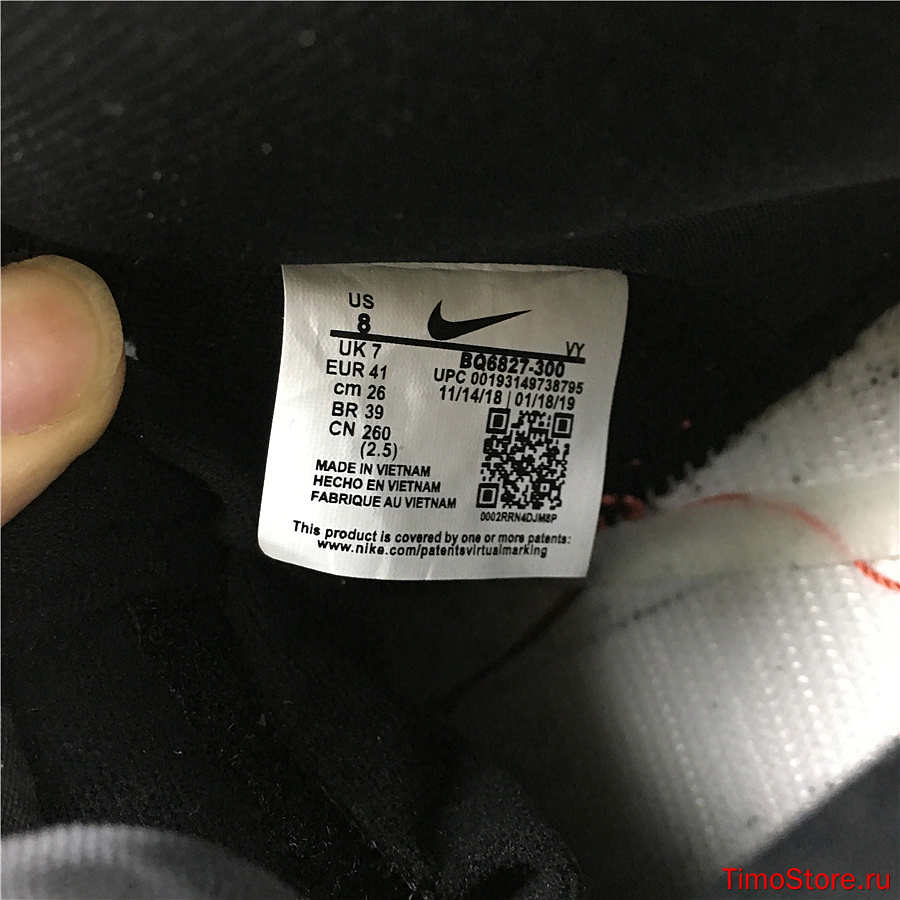 US
8
VY
UK 7
BQ6827-300
EUR 41
UPC 00193149738795
cm 26
11/14/18 | 01/18/19
BR 39
CN 260
(2.5)
MADE IN VIETNAM
HECHO EN VIETNAM
FABRIQUE AU VIETNAM
0002RRN4DJM8P
This product is covered by one or more patents:
www.nike.com/patentsvirtualmarking
TimoStore.ru